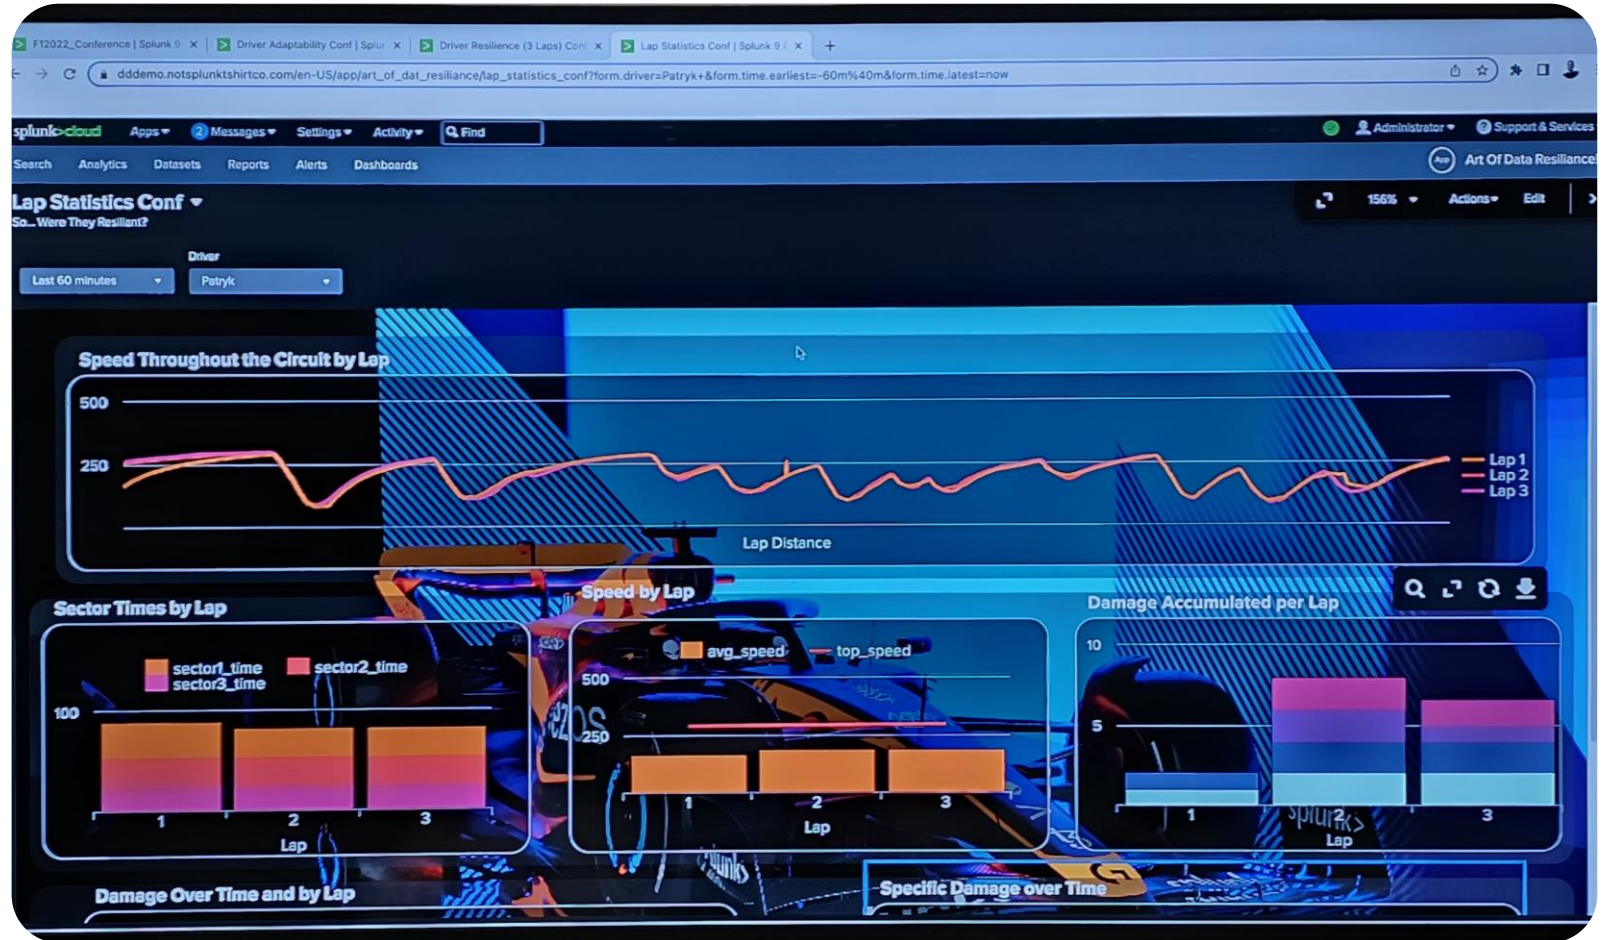 F12022_Conference | Splunk 9
Driver Adaptability Conf | Splun
Driver Resilience (3 Laps) Conf
Lap Statistics Conf | Splunk 9
dddemo.notsplunktshirtco.com/en-US/app/art_of_dat_resiliance/lap_statistics_conf?form.driver=Patryk+&form.time.earliest=-60m%40m&form.time.latest=now
splunk>cloud Apps 2 Messages Settings Activity Find Administrator Support & Services
Search Analytics Datasets Reports Alerts Dashboards App Art Of Data Resiliance
Lap Statistics Conf
156% Actions Edit
So... Were They Resiliant?
Driver
Last 60 minutes Patryk
Speed Throughout the Circuit by Lap
500
250
Lap 1
Lap 2
Lap 3
Lap Distance
Sector Times by Lap
sector1_time sector2_time
sector3_time
100
1 2 3
Lap
Speed by Lap
avg_speed top_speed
500
250
1 2 3
Lap
Damage Accumulated per Lap
10
5
1 2 3
Lap
splunk>
splunk>
Damage Over Time and by Lap
Specific Damage over Time